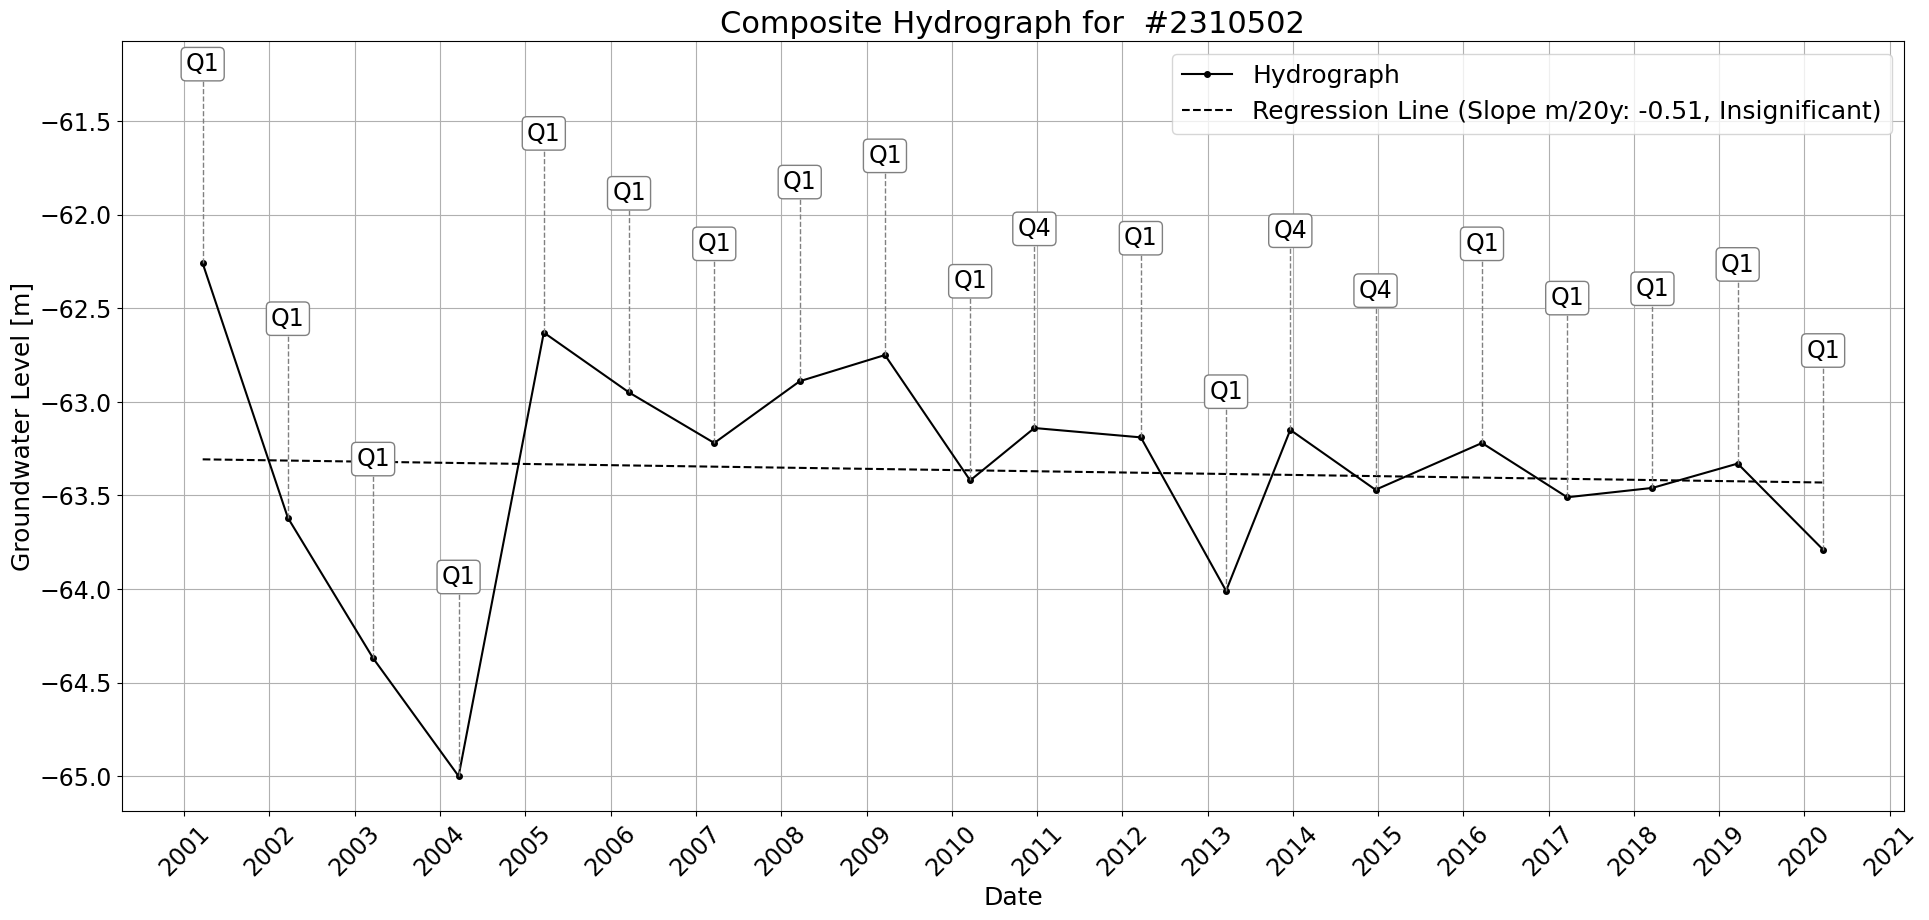 Composite Hydrograph for  #2310502
Hydrograph
Regression Line (Slope m/20y: -0.51, Insignificant)
Q1
Q1
Q1
Q1
Q1
Q1
Q1
Q1
Q1
Q1
Q4
Q1
Q1
Q4
Q4
Q1
Q1
Q1
Q1
Q1
Groundwater Level [m]
−61.5
−62.0
−62.5
−63.0
−63.5
−64.0
−64.5
−65.0
2001
2002
2003
2004
2005
2006
2007
2008
2009
2010
2011
2012
2013
2014
2015
2016
2017
2018
2019
2020
2021
Date